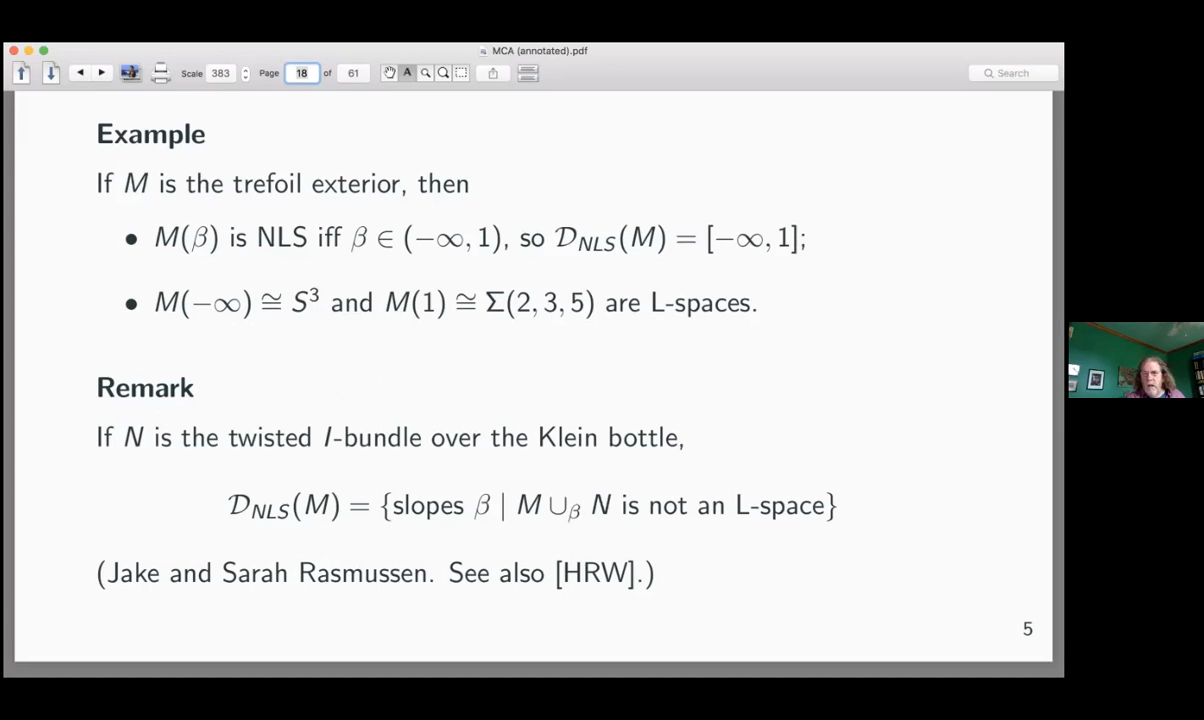 MCA (annotated).pdf
Scale 383 Page 18 of 61 A Search
Example
If M is the trefoil exterior, then
• M(β) is NLS iff β ∈ (−∞, 1), so 𝒟_NLS(M) = [−∞, 1];
• M(−∞) ≅ S³ and M(1) ≅ Σ(2, 3, 5) are L-spaces.
Remark
If N is the twisted I-bundle over the Klein bottle,
𝒟_NLS(M) = {slopes β | M ∪_β N is not an L-space}
(Jake and Sarah Rasmussen. See also [HRW].)
5